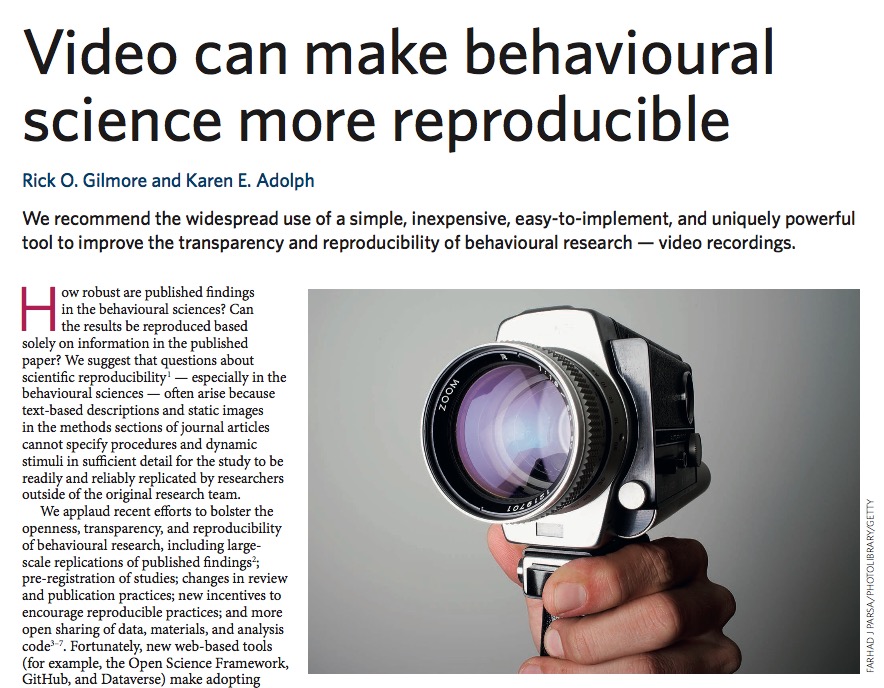 Video can make behavioural
science more reproducible
Rick O. Gilmore and Karen E. Adolph
We recommend the widespread use of a simple, inexpensive, easy-to-implement, and uniquely powerful
tool to improve the transparency and reproducibility of behavioural research — video recordings.
How robust are published findings
in the behavioural sciences? Can
the results be reproduced based
solely on information in the published
paper? We suggest that questions about
scientific reproducibility¹ — especially in the
behavioural sciences — often arise because
text-based descriptions and static images
in the methods sections of journal articles
cannot specify procedures and dynamic
stimuli in sufficient detail for the study to be
readily and reliably replicated by researchers
outside of the original research team.
We applaud recent efforts to bolster the
openness, transparency, and reproducibility
of behavioural research, including large-
scale replications of published findings²;
pre-registration of studies; changes in review
and publication practices; new incentives to
encourage reproducible practices; and more
open sharing of data, materials, and analysis
code³⁻⁷. Fortunately, new web-based tools
(for example, the Open Science Framework,
GitHub, and Dataverse) make adopting
ZOOM
FARHAD J PARSA/PHOTOLIBRARY/GETTY